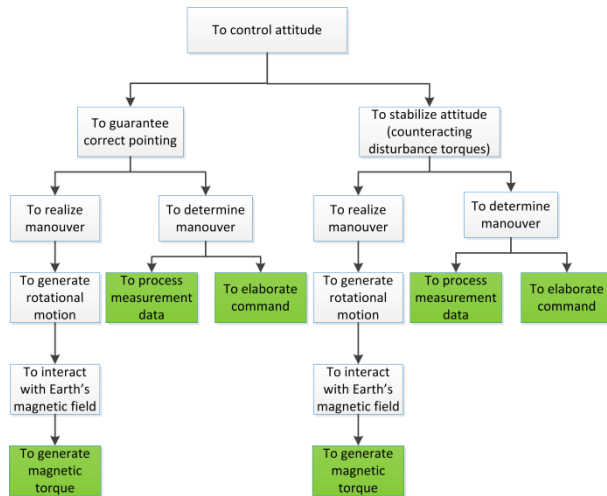 To control attitude
To guarantee
correct pointing
To stabilize attitude
(counteracting
disturbance torques)
To realize
manouver
To determine
manouver
To realize
manouver
To determine
manouver
To generate
rotational
motion
To process
measurement
data
To elaborate
command
To generate
rotational
motion
To process
measurement
data
To elaborate
command
To interact
with Earth's
magnetic field
To interact
with Earth's
magnetic field
To generate
magnetic
torque
To generate
magnetic
torque